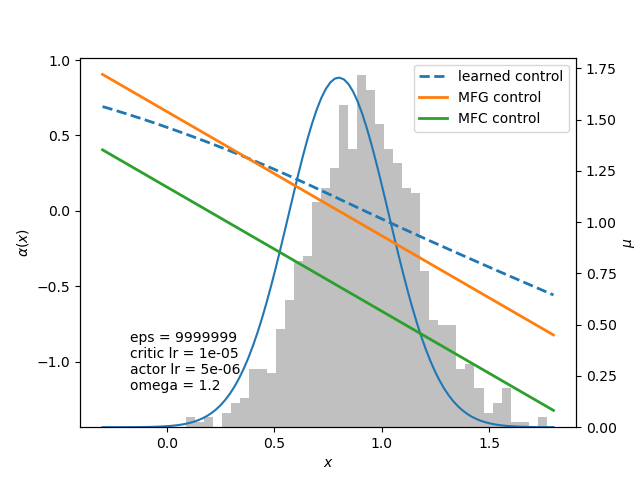 learned control
MFG control
MFC control
1.0
0.5
0.0
−0.5
−1.0
α(x)
1.75
1.50
1.25
1.00
0.75
0.50
0.25
0.00
μ
eps = 9999999
critic lr = 1e-05
actor lr = 5e-06
omega = 1.2
0.0 0.5 1.0 1.5
x